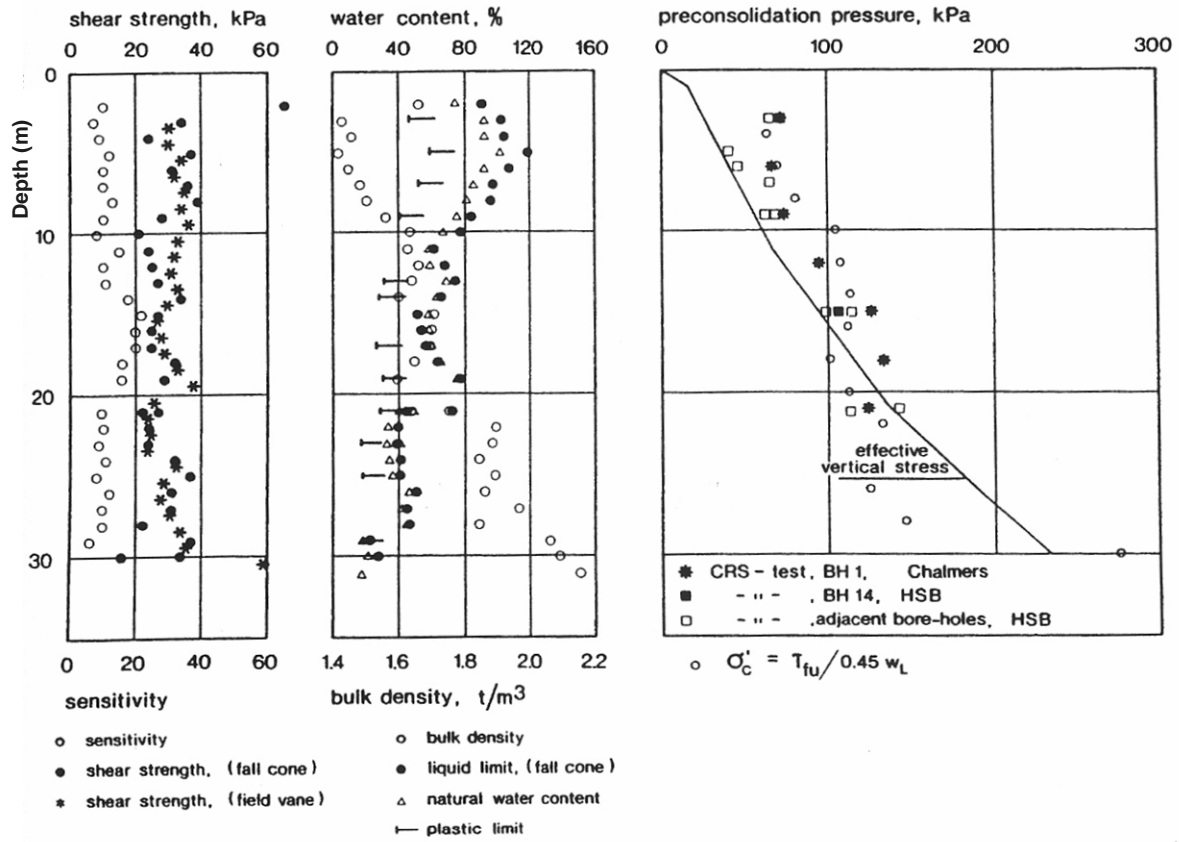 shear strength, kPa
0 20 40 60
water content, %
0 40 80 120 160
preconsolidation pressure, kPa
0 100 200 300
Depth (m)
0
10
20
30
effective
vertical stress
✷ CRS - test, BH 1, Chalmers
■ - " - , BH 14, HSB
□ - " - ,adjacent bore-holes, HSB
○ σ'c = τfu/0.45 wL
0 20 40 60
sensitivity
1.4 1.6 1.8 2.0 2.2
bulk density, t/m3
○ sensitivity
● shear strength, (fall cone)
* shear strength, (field vane)
○ bulk density
● liquid limit, (fall cone)
△ natural water content
⊢ plastic limit